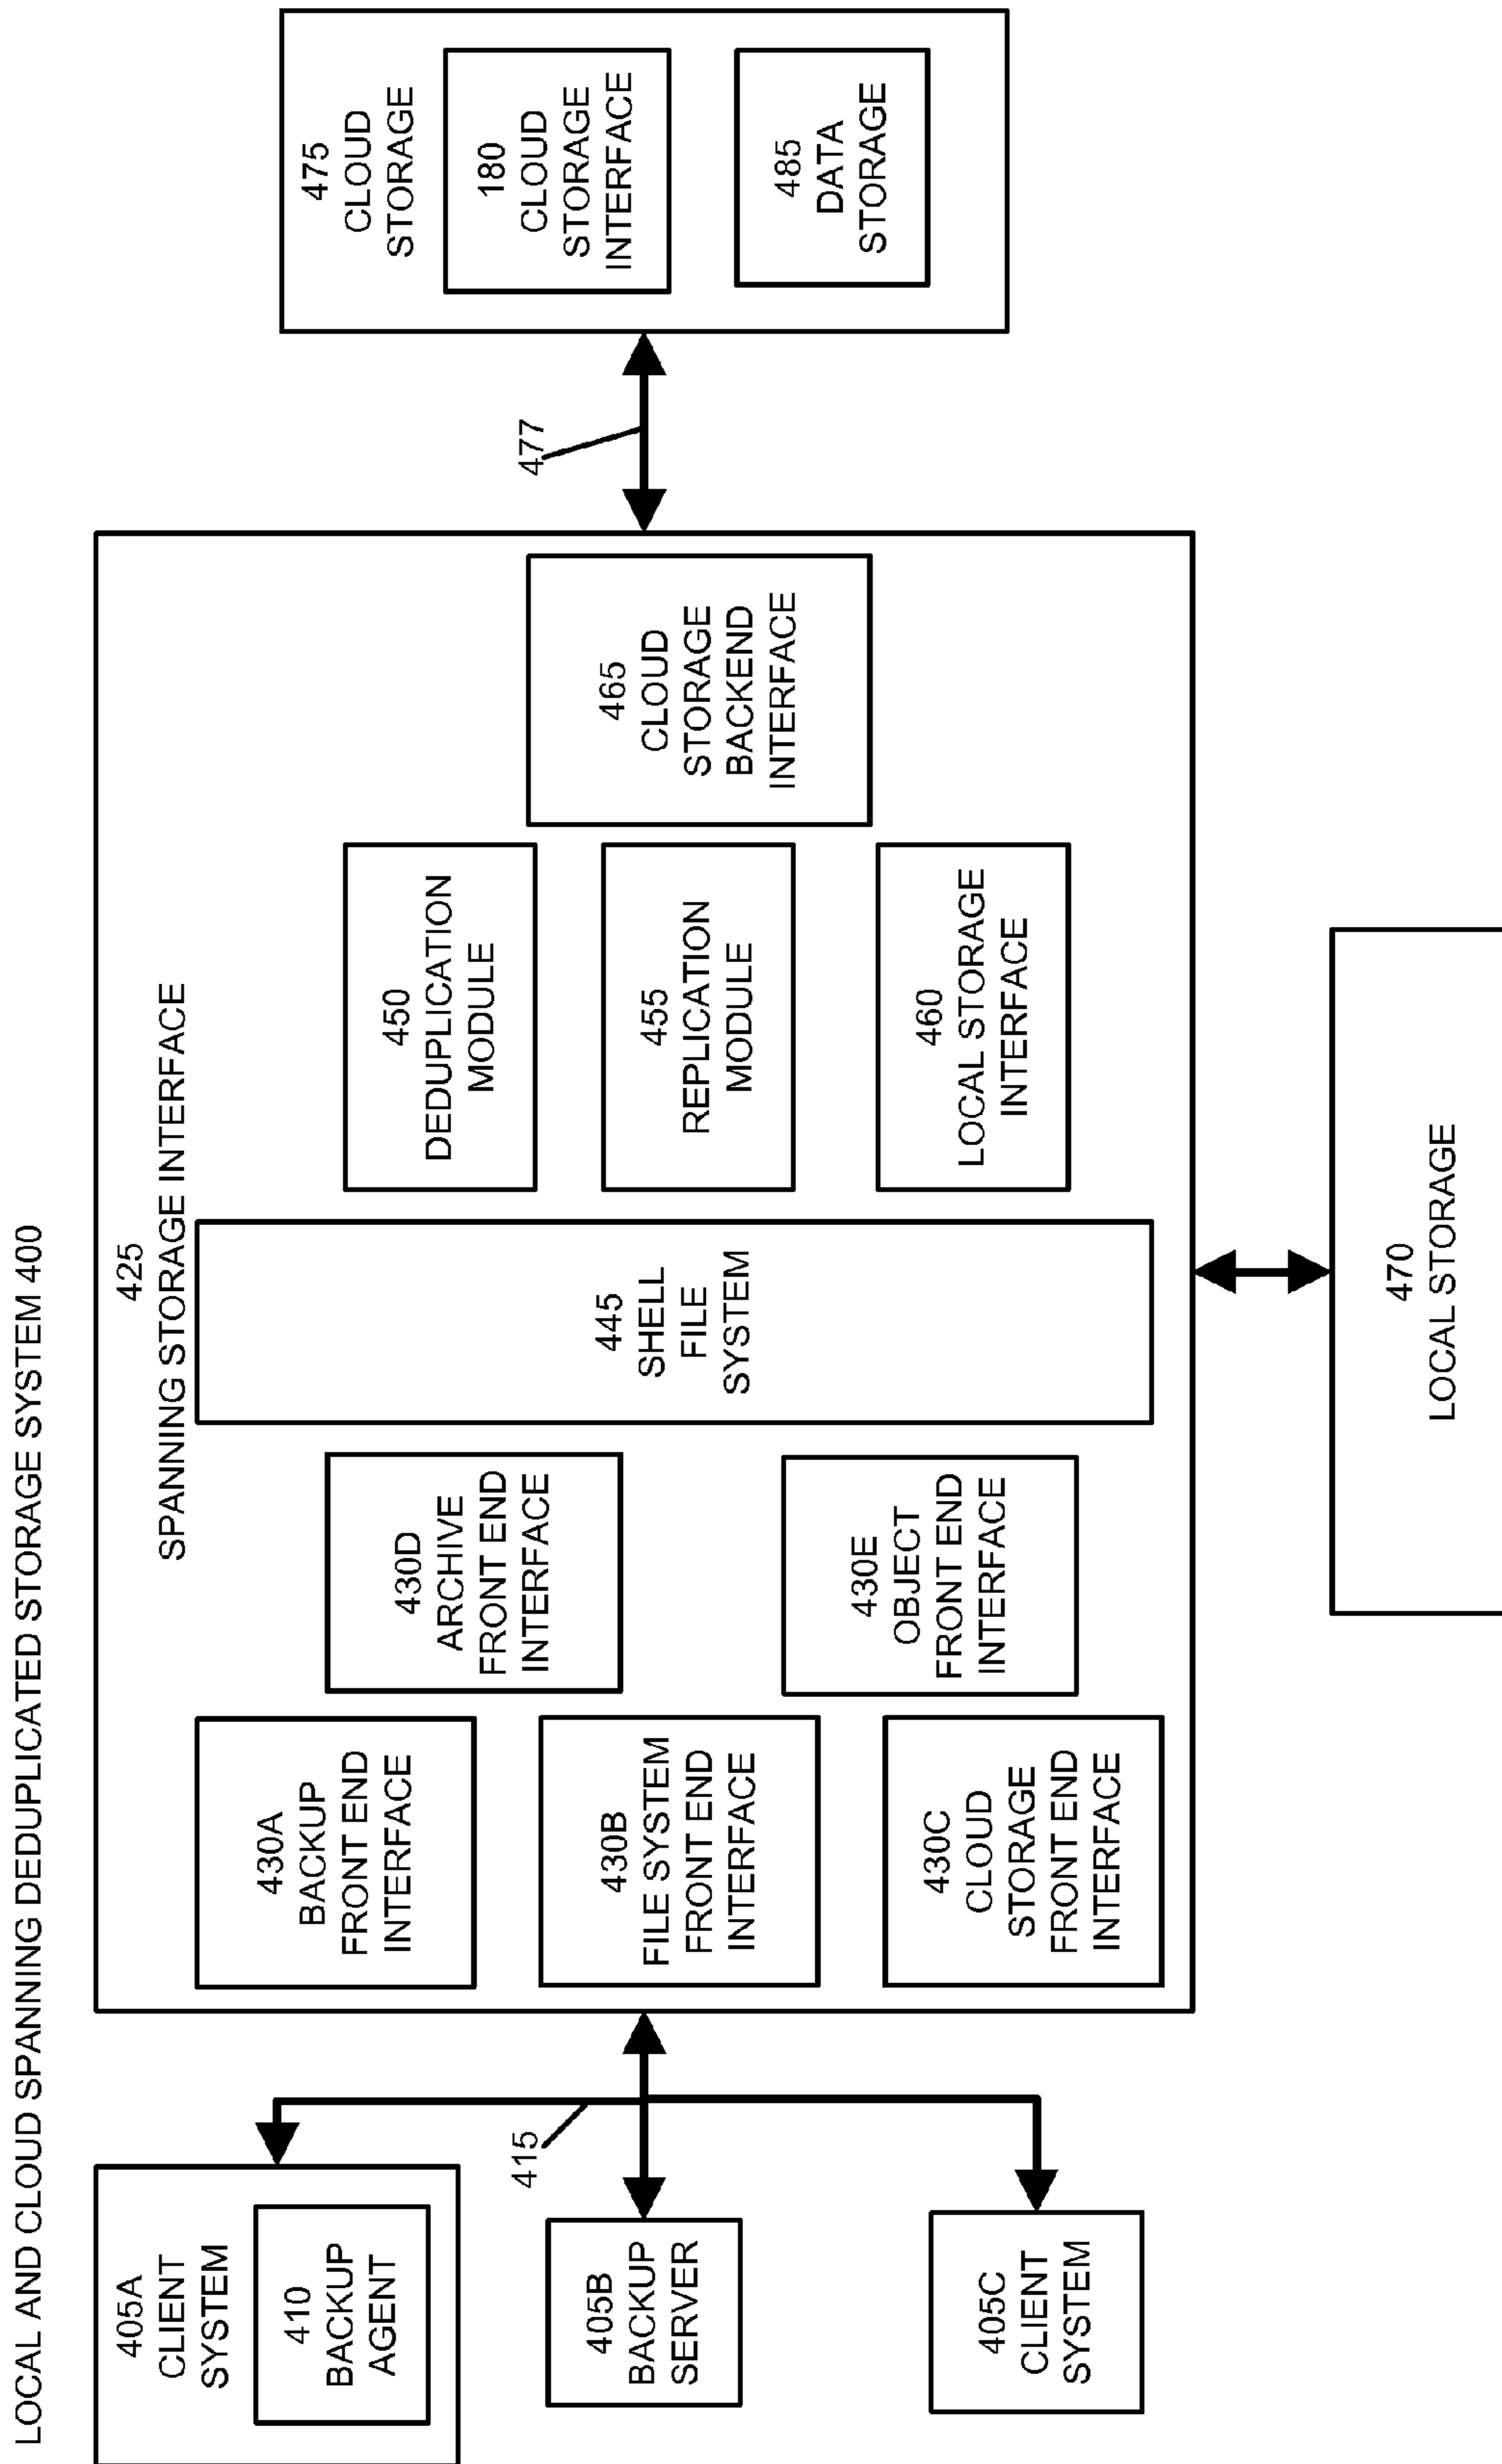 LOCAL AND CLOUD SPANNING DEDUPLICATED STORAGE SYSTEM 400
405A
CLIENT
SYSTEM
410
BACKUP
AGENT
405B
BACKUP
SERVER
405C
CLIENT
SYSTEM
415
425
SPANNING STORAGE INTERFACE
430A
BACKUP
FRONT END
INTERFACE
430B
FILE SYSTEM
FRONT END
INTERFACE
430C
CLOUD
STORAGE
FRONT END
INTERFACE
430D
ARCHIVE
FRONT END
INTERFACE
430E
OBJECT
FRONT END
INTERFACE
445
SHELL
FILE
SYSTEM
450
DEDUPLICATION
MODULE
455
REPLICATION
MODULE
460
LOCAL STORAGE
INTERFACE
465
CLOUD
STORAGE
BACKEND
INTERFACE
470
LOCAL STORAGE
477
475
CLOUD
STORAGE
180
CLOUD
STORAGE
INTERFACE
485
DATA
STORAGE